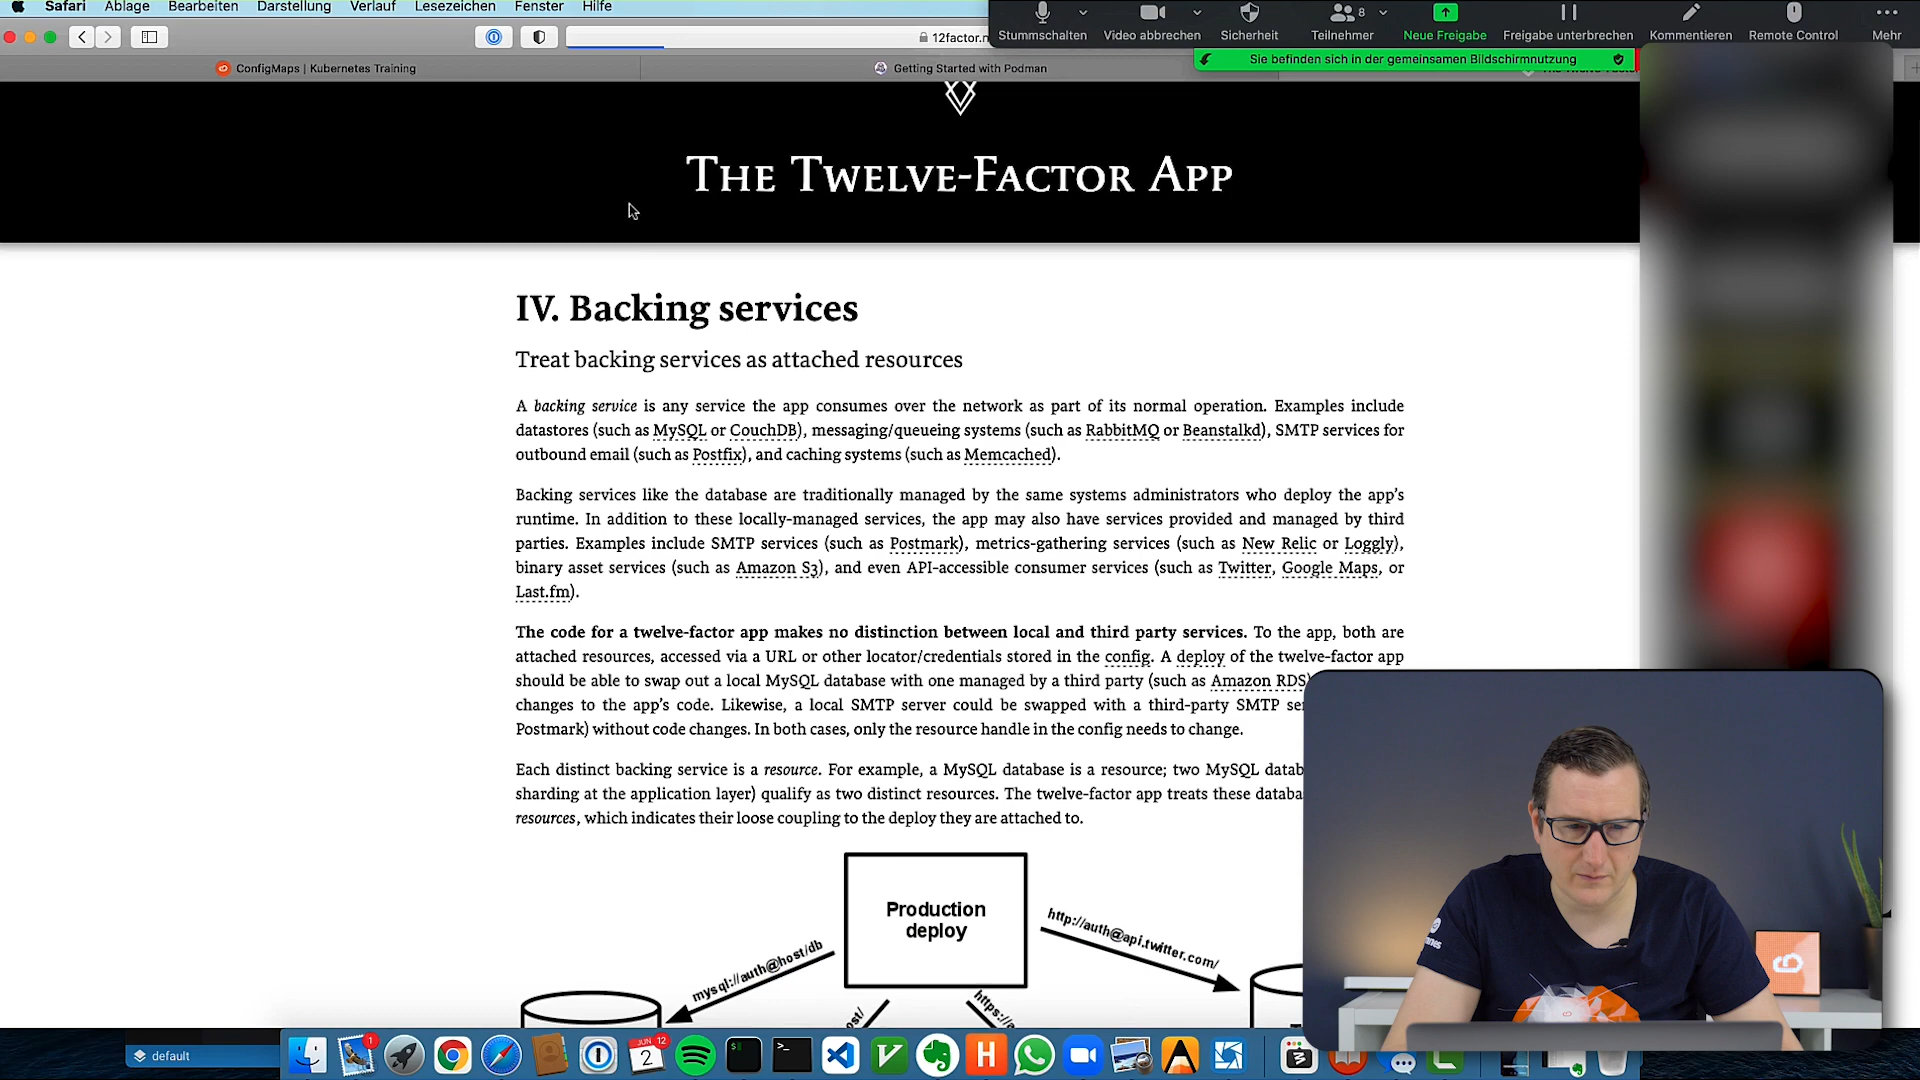 Safari Ablage Bearbeiten Darstellung Verlauf Lesezeichen Fenster Hilfe
Stummschalten Video abbrechen Sicherheit Teilnehmer 8 Neue Freigabe Freigabe unterbrechen Kommentieren Remote Control Mehr
12factor.n
Sie befinden sich in der gemeinsamen Bildschirmnutzung
ConfigMaps | Kubernetes Training
Getting Started with Podman
The Twelve-Factor App
IV. Backing services
Treat backing services as attached resources
A backing service is any service the app consumes over the network as part of its normal operation. Examples include
datastores (such as MySQL or CouchDB), messaging/queueing systems (such as RabbitMQ or Beanstalkd), SMTP services for
outbound email (such as Postfix), and caching systems (such as Memcached).
Backing services like the database are traditionally managed by the same systems administrators who deploy the app’s
runtime. In addition to these locally-managed services, the app may also have services provided and managed by third
parties. Examples include SMTP services (such as Postmark), metrics-gathering services (such as New Relic or Loggly),
binary asset services (such as Amazon S3), and even API-accessible consumer services (such as Twitter, Google Maps, or
Last.fm).
The code for a twelve-factor app makes no distinction between local and third party services. To the app, both are
attached resources, accessed via a URL or other locator/credentials stored in the config. A deploy of the twelve-factor app
should be able to swap out a local MySQL database with one managed by a third party (such as Amazon RDS)
changes to the app’s code. Likewise, a local SMTP server could be swapped with a third-party SMTP se
Postmark) without code changes. In both cases, only the resource handle in the config needs to change.
Each distinct backing service is a resource. For example, a MySQL database is a resource; two MySQL datab
sharding at the application layer) qualify as two distinct resources. The twelve-factor app treats these databa
resources, which indicates their loose coupling to the deploy they are attached to.
Production
deploy
mysql://auth@host/db
http://auth@api.twitter.com/
ost/
https://a
default
JUN 12
2
1